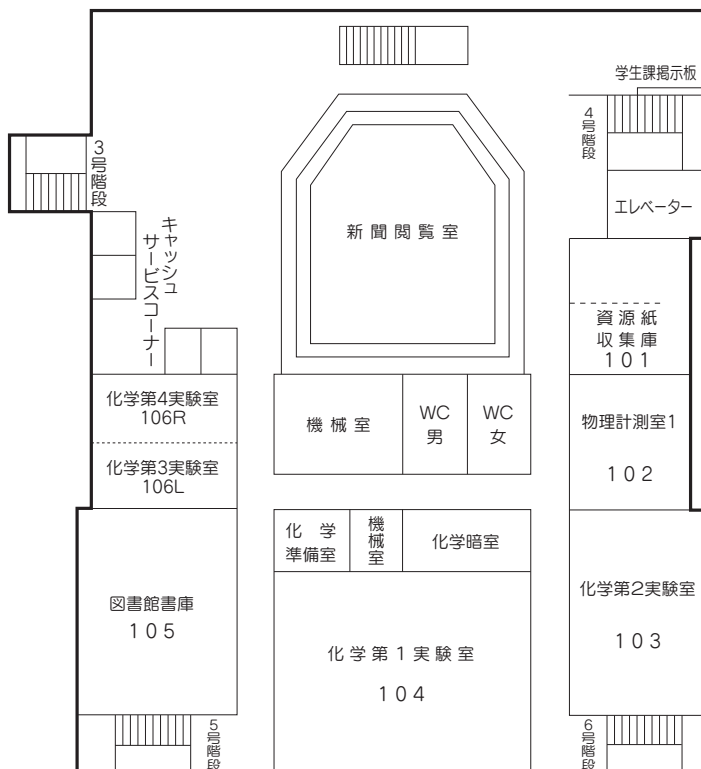 学生課掲示板
4号階段
3号階段
エレベーター
キャッシュ
サービスコーナー
新聞閲覧室
資源紙
収集庫
101
化学第4実験室
106R
機械室
WC
男
WC
女
物理計測室1
102
化学第3実験室
106L
化学
準備室
機械室
化学暗室
図書館書庫
105
化学第1実験室
104
化学第2実験室
103
5号階段
6号階段